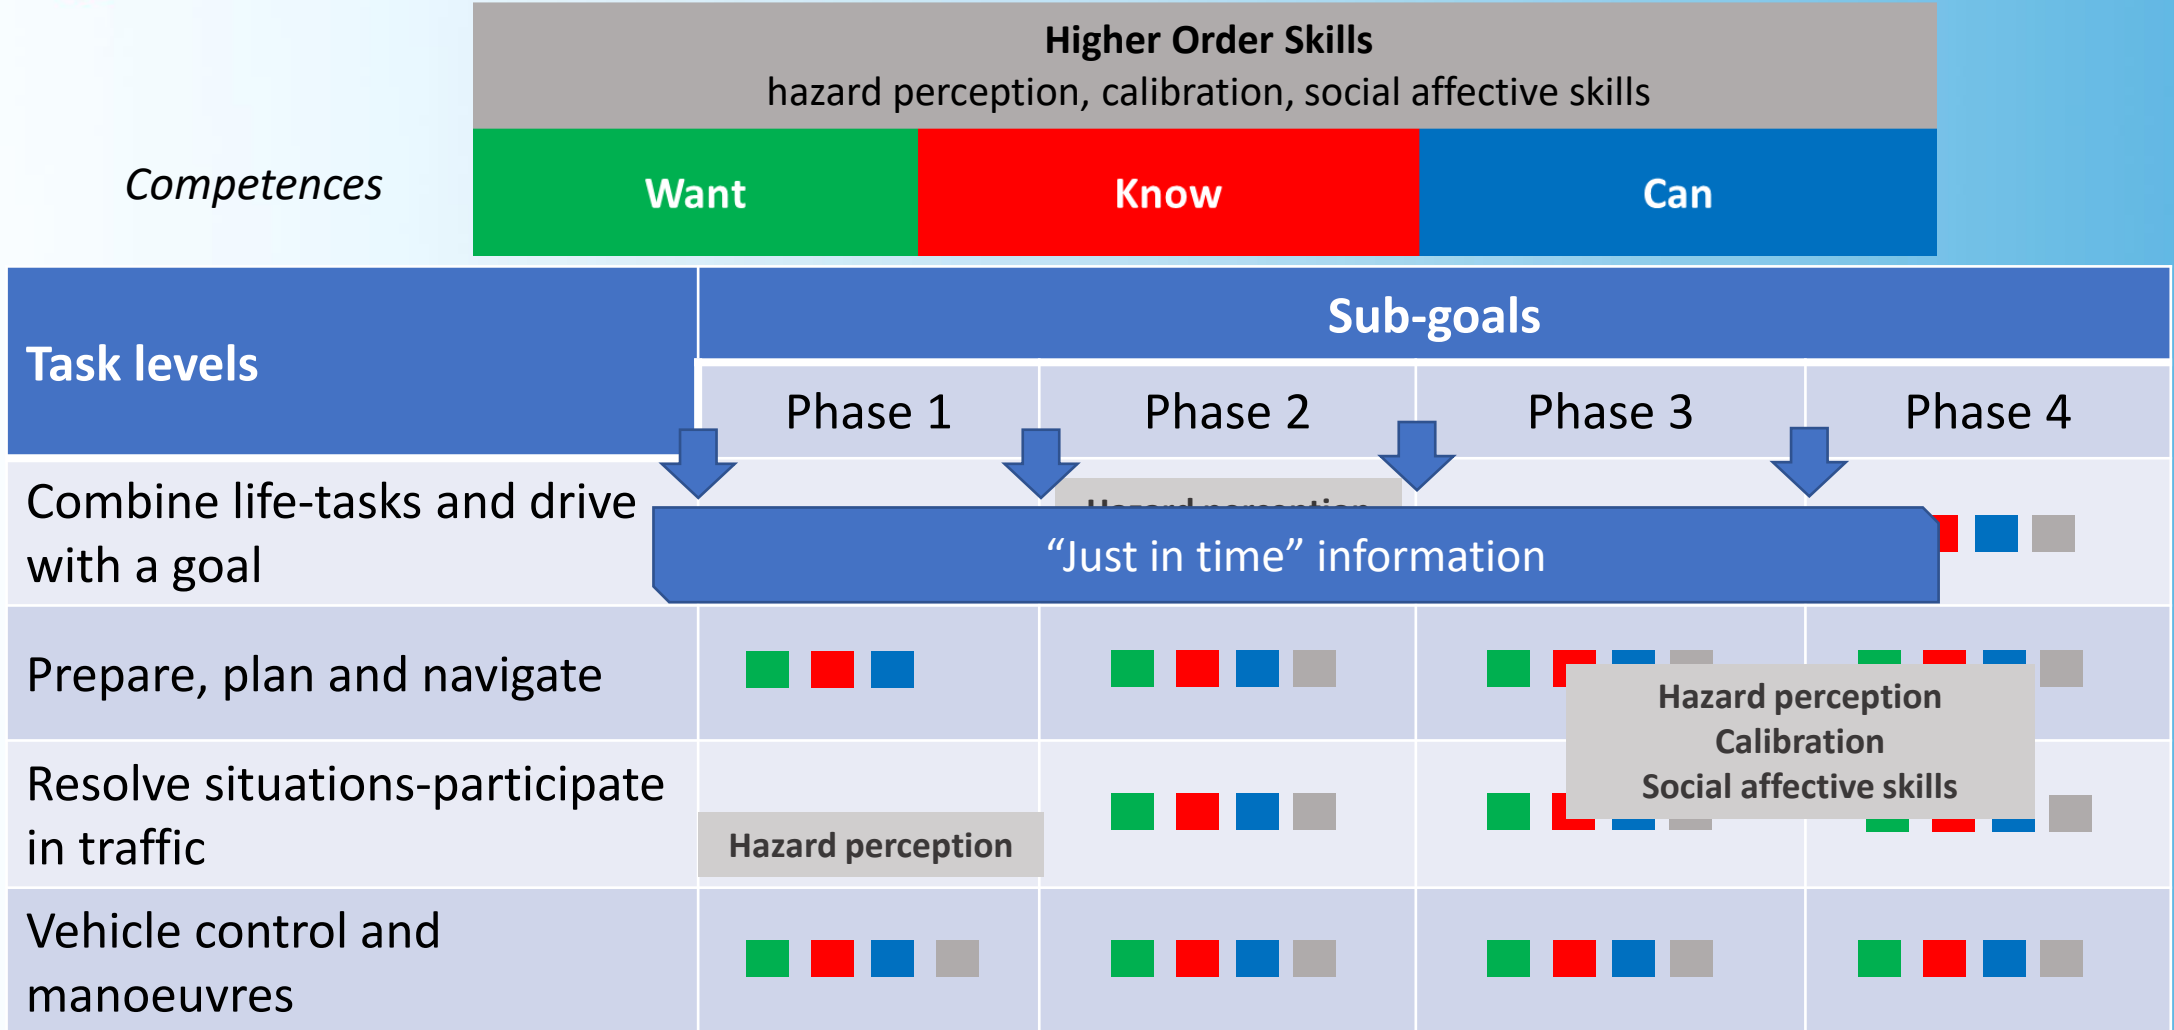 Higher Order Skills
hazard perception, calibration, social affective skills
Competences
Want
Know
Can
Task levels
Sub-goals
Phase 1
Phase 2
Phase 3
Phase 4
Combine life-tasks and drive
with a goal
Hazard perception
“Just in time” information
Prepare, plan and navigate
Hazard perception
Calibration
Social affective skills
Resolve situations-participate
in traffic
Hazard perception
Vehicle control and
manoeuvres